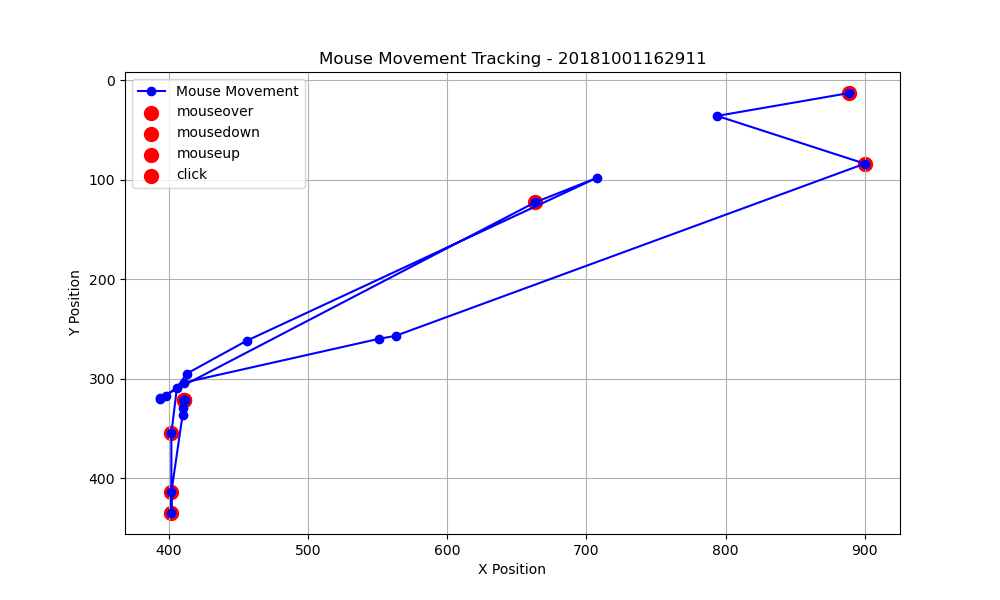 Mouse Movement Tracking - 20181001162911
Mouse Movement
mouseover
mousedown
mouseup
click
0
100
200
300
400
Y Position
400
500
600
700
800
900
X Position